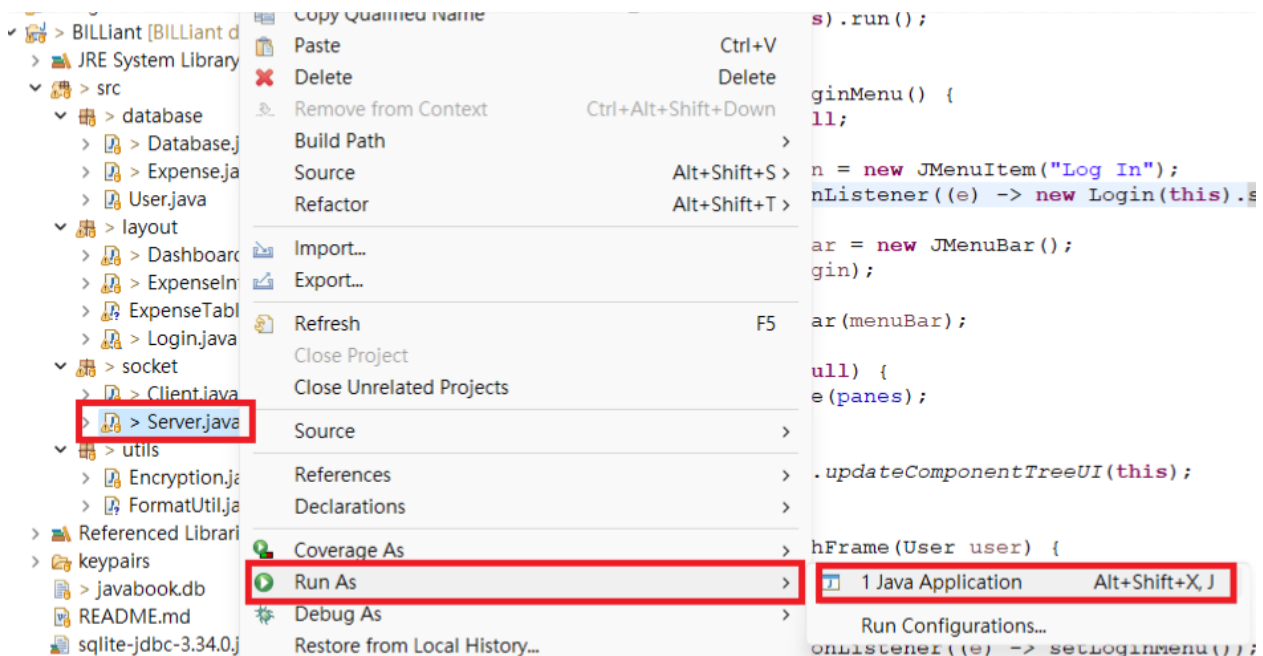 BILLiant [BILLiant d
JRE System Library
> src
> database
> Database.j
> Expense.ja
User.java
> layout
> Dashboard
> ExpenseIn
ExpenseTabl
> Login.java
> socket
> Client.java
> Server.java
> utils
Encryption.ja
FormatUtil.ja
Referenced Librari
> keypairs
> javabook.db
README.md
sqlite-jdbc-3.34.0.j
Copy Qualified Name
Paste Ctrl+V
Delete Delete
Remove from Context Ctrl+Alt+Shift+Down
Build Path >
Source Alt+Shift+S >
Refactor Alt+Shift+T >
Import...
Export...
Refresh F5
Close Project
Close Unrelated Projects
Source >
References >
Declarations >
Coverage As >
Run As >
Debug As >
Restore from Local History...
1 Java Application Alt+Shift+X, J
Run Configurations...
s).run();
ginMenu() {
ll;
n = new JMenuItem("Log In");
nListener((e) -> new Login(this).s
ar = new JMenuBar();
gin);
ar(menuBar);
ull) {
e(panes);
.updateComponentTreeUI(this);
hFrame(User user) {
onListener((e) -> setLoginMenu());